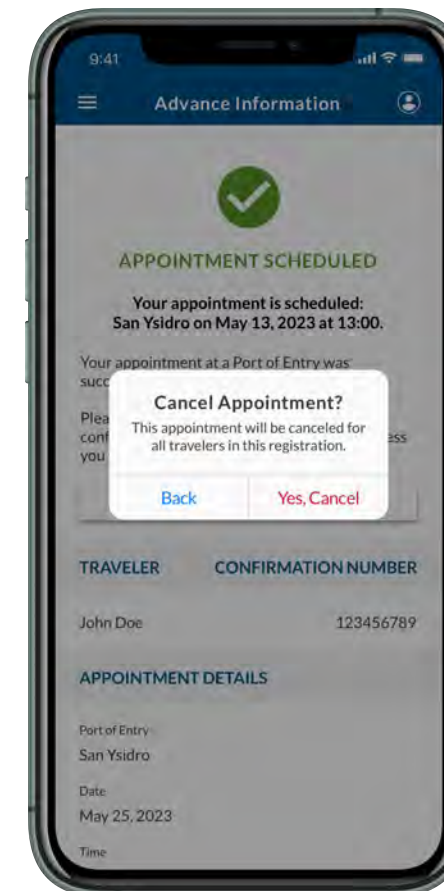 9:41
Advance Information
APPOINTMENT SCHEDULED
Your appointment is scheduled:
San Ysidro on May 13, 2023 at 13:00.
Your appointment at a Port of Entry was
Cancel Appointment?
This appointment will be canceled for
all travelers in this registration.
you
Back Yes, Cancel
TRAVELER CONFIRMATION NUMBER
John Doe 123456789
APPOINTMENT DETAILS
Port of Entry
San Ysidro
Date
May 25, 2023
Time